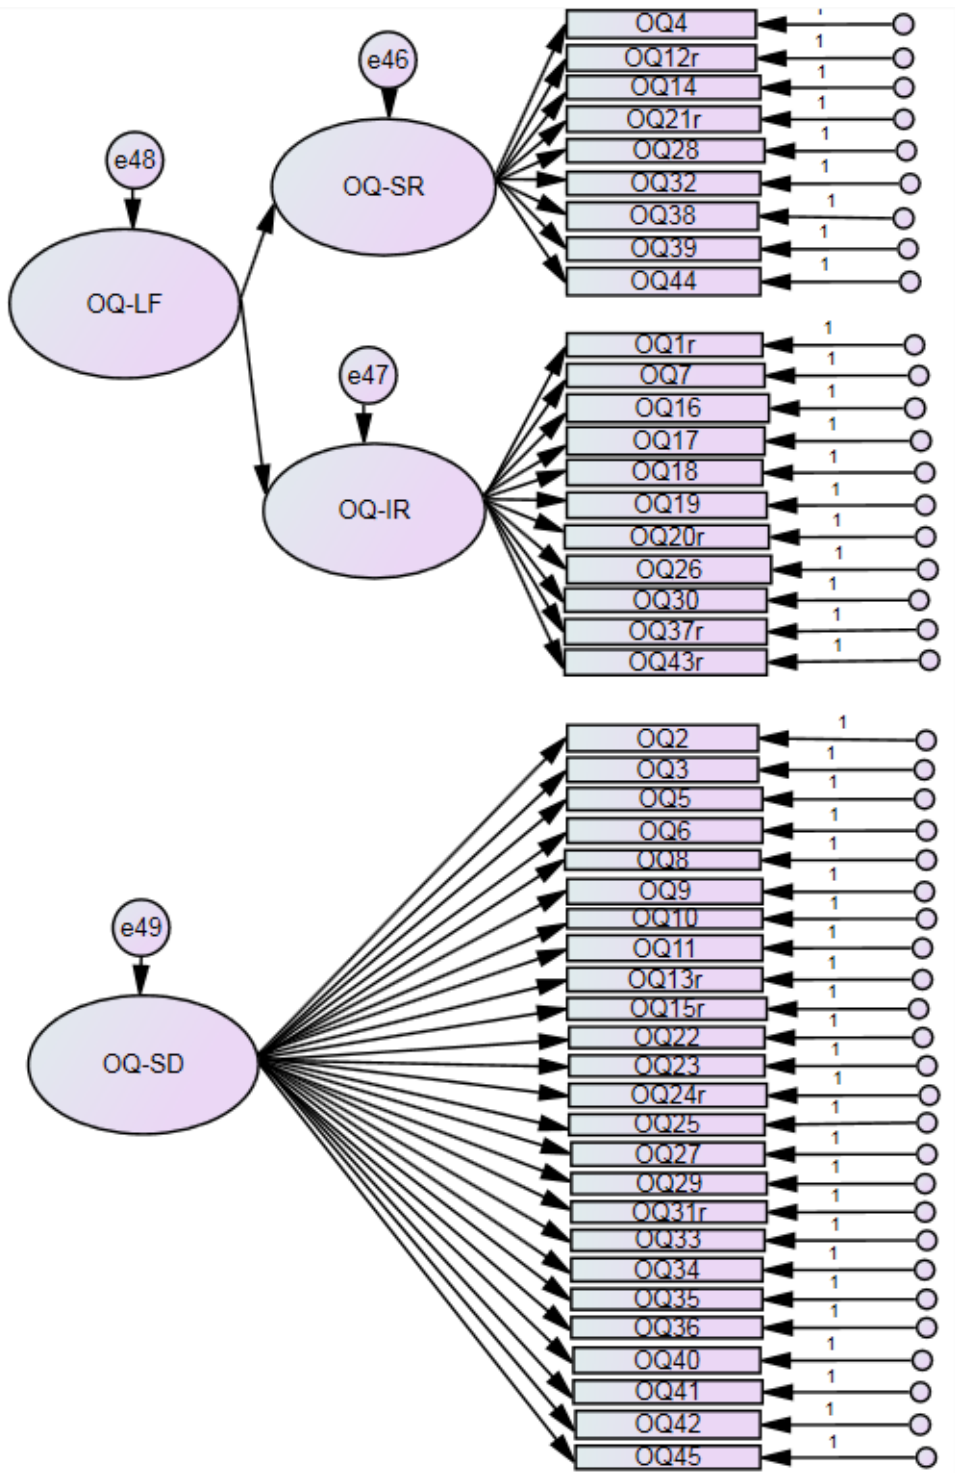 OQ4 1
e46
OQ12r 1
OQ14 1
OQ21r 1
e48
OQ28 1
OQ-SR
OQ32 1
OQ38 1
OQ39 1
OQ44 1
OQ-LF
OQ1r 1
e47
OQ7 1
OQ16 1
OQ17 1
OQ18 1
OQ-IR
OQ19 1
OQ20r 1
OQ26 1
OQ30 1
OQ37r 1
OQ43r 1
OQ2 1
OQ3 1
OQ5 1
OQ6 1
OQ8 1
OQ9 1
e49
OQ10 1
OQ11 1
OQ13r 1
OQ15r 1
OQ22 1
OQ-SD
OQ23 1
OQ24r 1
OQ25 1
OQ27 1
OQ29 1
OQ31r 1
OQ33 1
OQ34 1
OQ35 1
OQ36 1
OQ40 1
OQ41 1
OQ42 1
OQ45 1